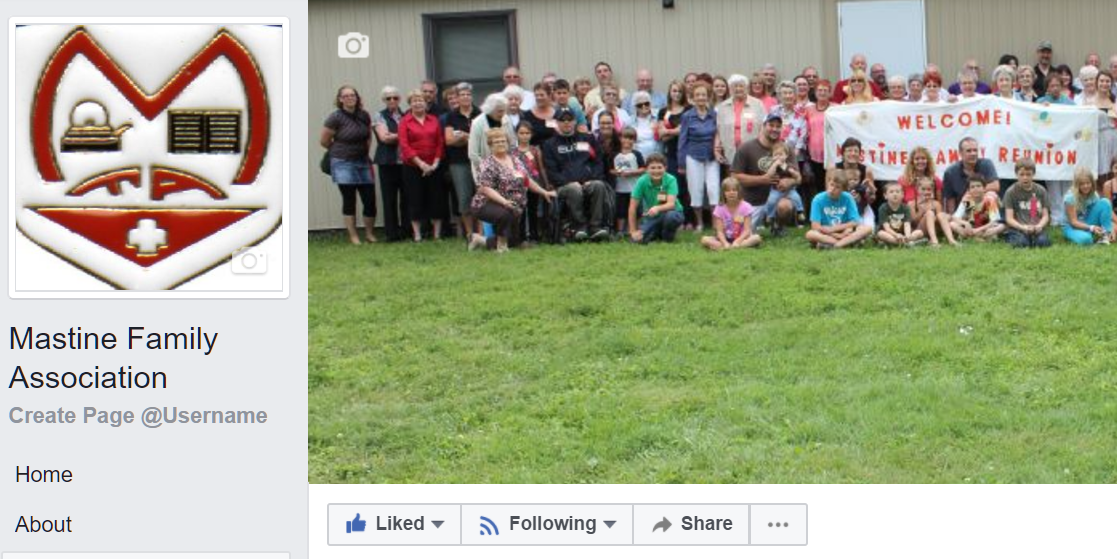 WELCOME!
REUNION
Mastine Family
Association
Create Page @Username
Home
About
Liked
Following
Share